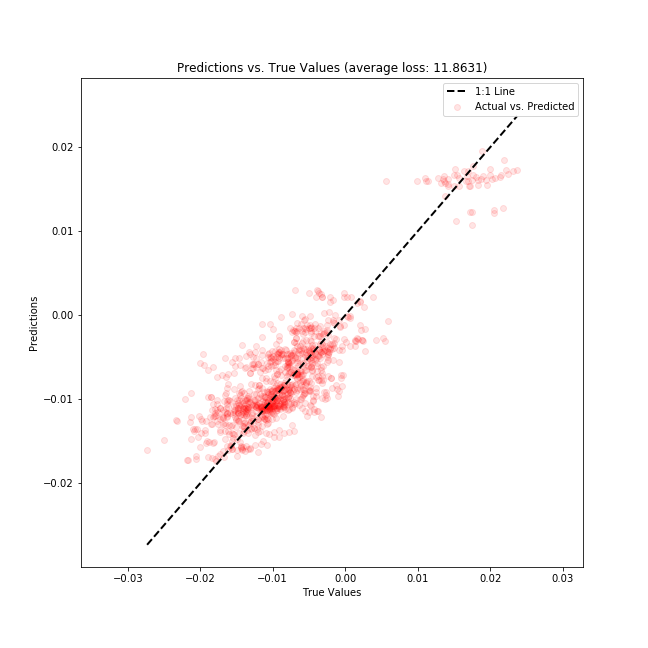 Predictions vs. True Values (average loss: 11.8631)
1:1 Line
Actual vs. Predicted
0.02
0.01
0.00
−0.01
−0.02
Predictions
−0.03
−0.02
−0.01
0.00
0.01
0.02
0.03
True Values